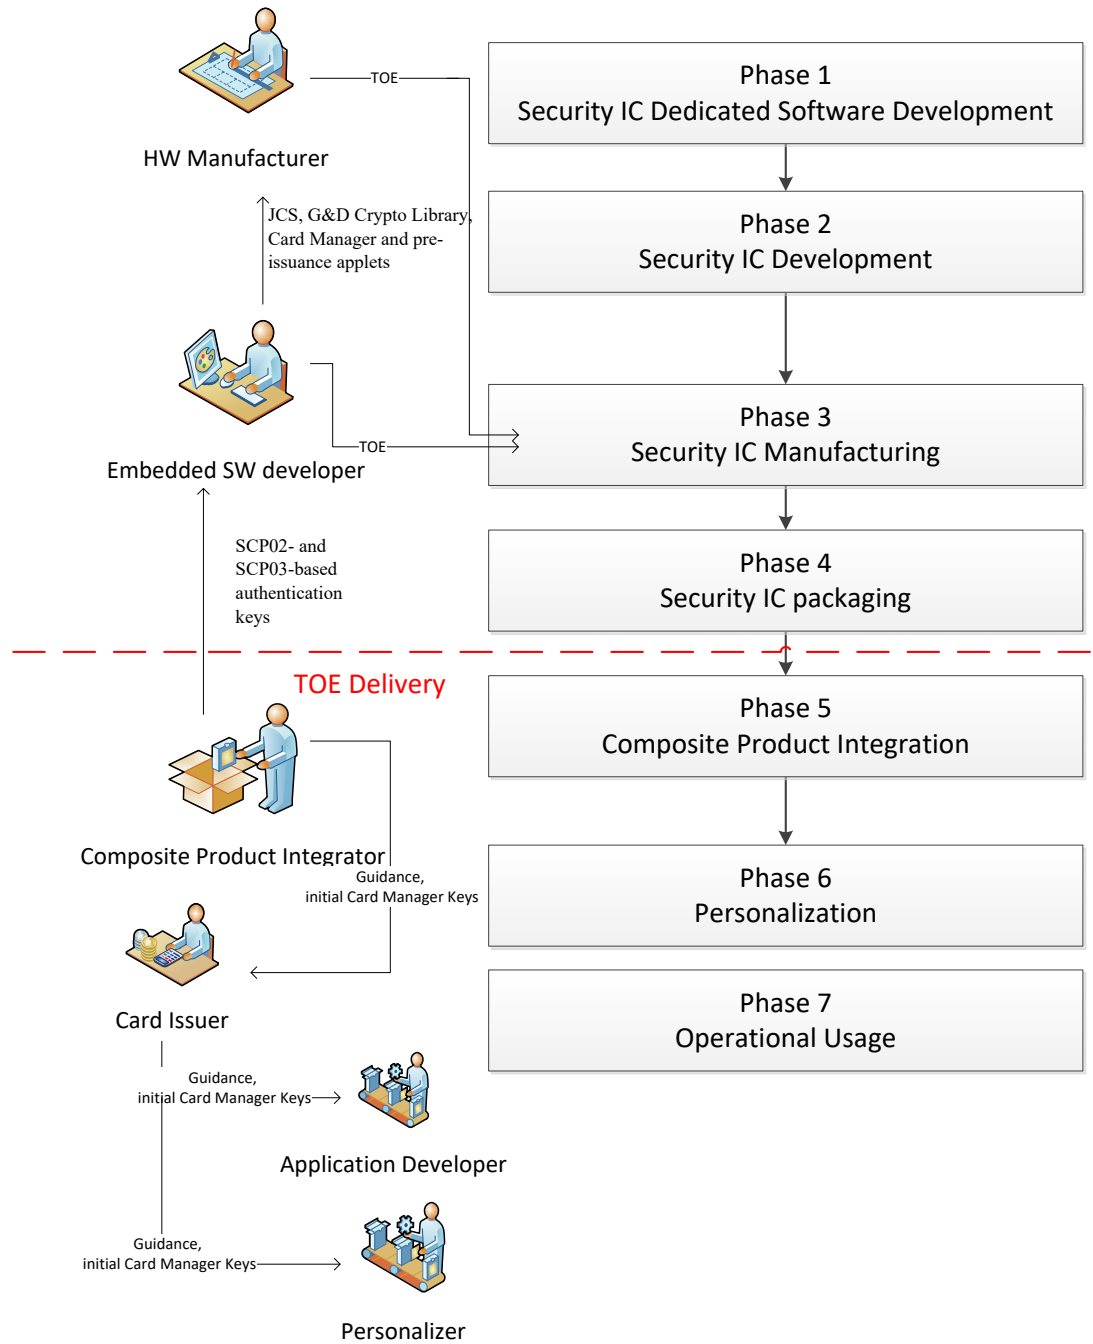 Phase 1
Security IC Dedicated Software Development
TOE
HW Manufacturer
JCS, G&D Crypto Library,
Card Manager and pre-
issuance applets
Phase 2
Security IC Development
Phase 3
Security IC Manufacturing
TOE
Embedded SW developer
SCP02- and
SCP03-based
authentication
keys
Phase 4
Security IC packaging
TOE Delivery
Phase 5
Composite Product Integration
Composite Product Integrator
Guidance,
initial Card Manager Keys
Phase 6
Personalization
Card Issuer
Phase 7
Operational Usage
Guidance,
initial Card Manager Keys
Application Developer
Guidance,
initial Card Manager Keys
Personalizer